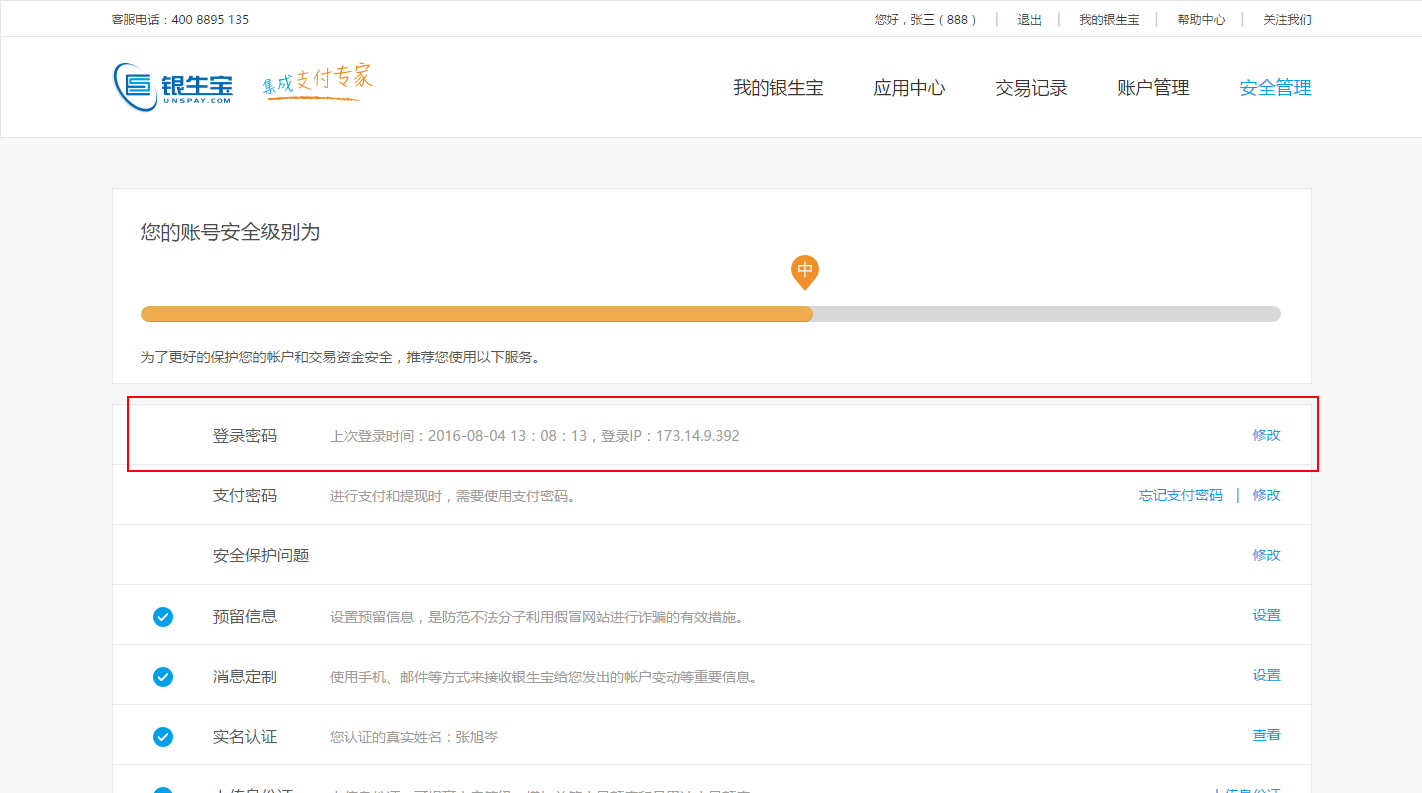 客服电话：400 8895 135
您好，张三（888） | 退出 | 我的银生宝 | 帮助中心 | 关注我们
银生宝
UNSPAY.COM
集成支付专家
我的银生宝 应用中心 交易记录 账户管理 安全管理
您的账号安全级别为
中
为了更好的保护您的帐户和交易资金安全，推荐您使用以下服务。
登录密码 上次登录时间：2016-08-04 13：08：13，登录IP：173.14.9.392 修改
支付密码 进行支付和提现时，需要使用支付密码。 忘记支付密码 | 修改
安全保护问题 修改
预留信息 设置预留信息，是防范不法分子利用假冒网站进行诈骗的有效措施。 设置
消息定制 使用手机、邮件等方式来接收银生宝给您发出的帐户变动等重要信息。 设置
实名认证 您认证的真实姓名：张旭岑 查看
上传身份证 上传身份证